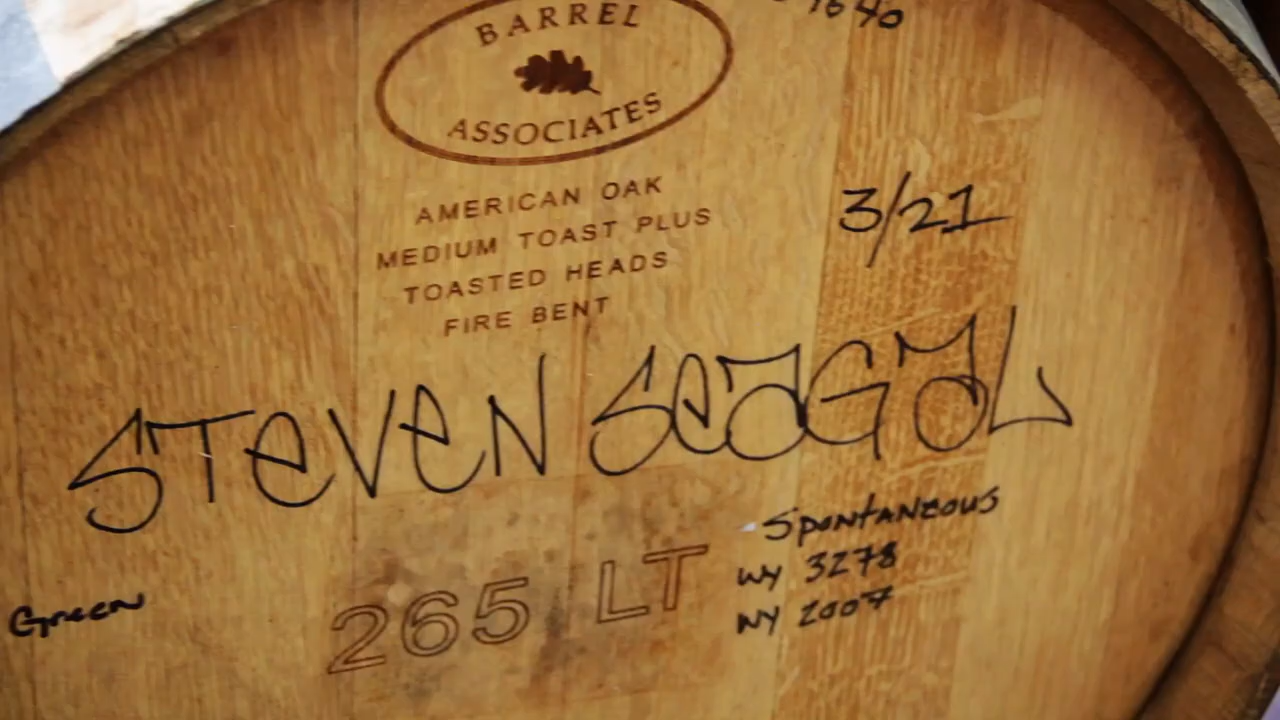 BARREL
ASSOCIATES
AMERICAN OAK
MEDIUM TOAST PLUS
TOASTED HEADS
FIRE BENT
3/21
STEVEN SEAGAL
Spontaneous
WY 3278
WY 2007
Green
265 LT